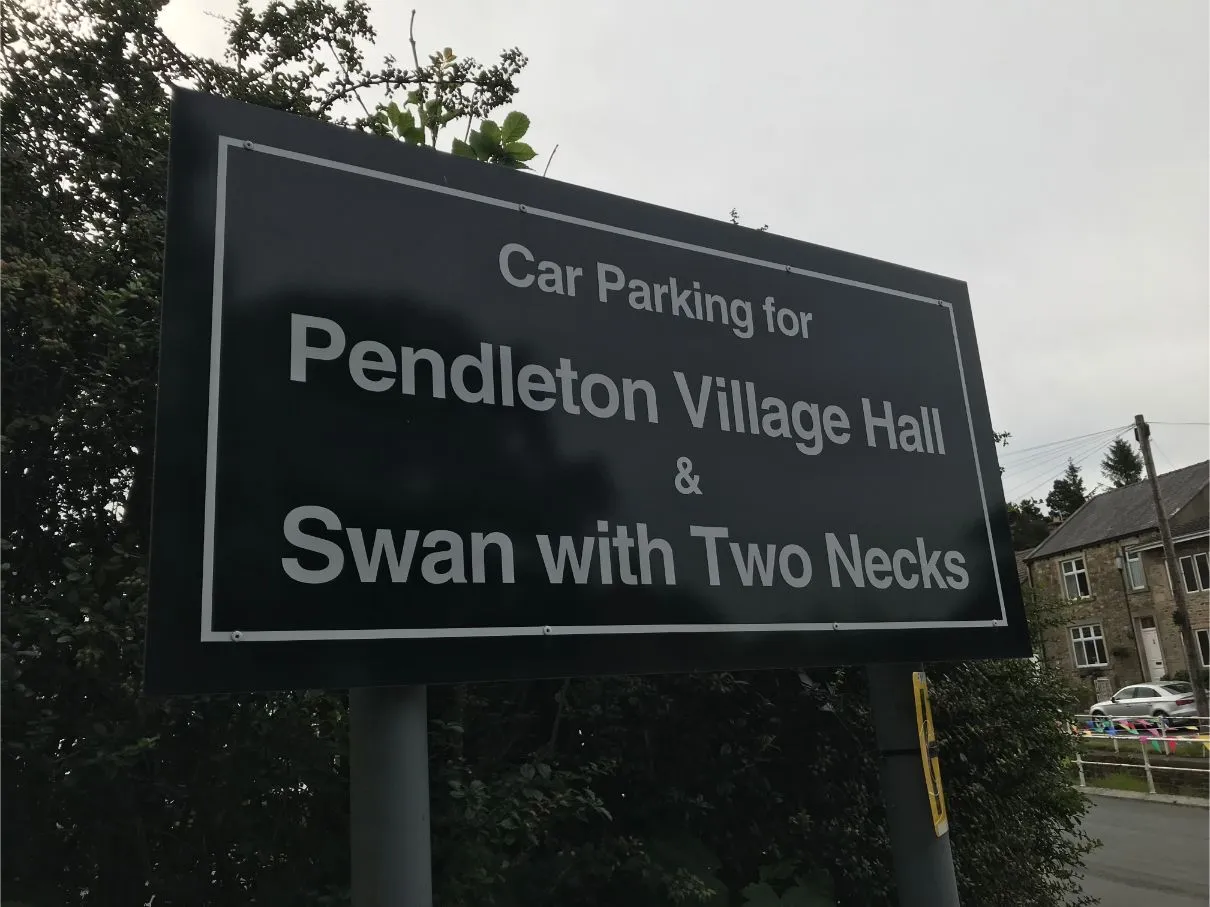 Car Parking for
Pendleton Village Hall
&
Swan with Two Necks